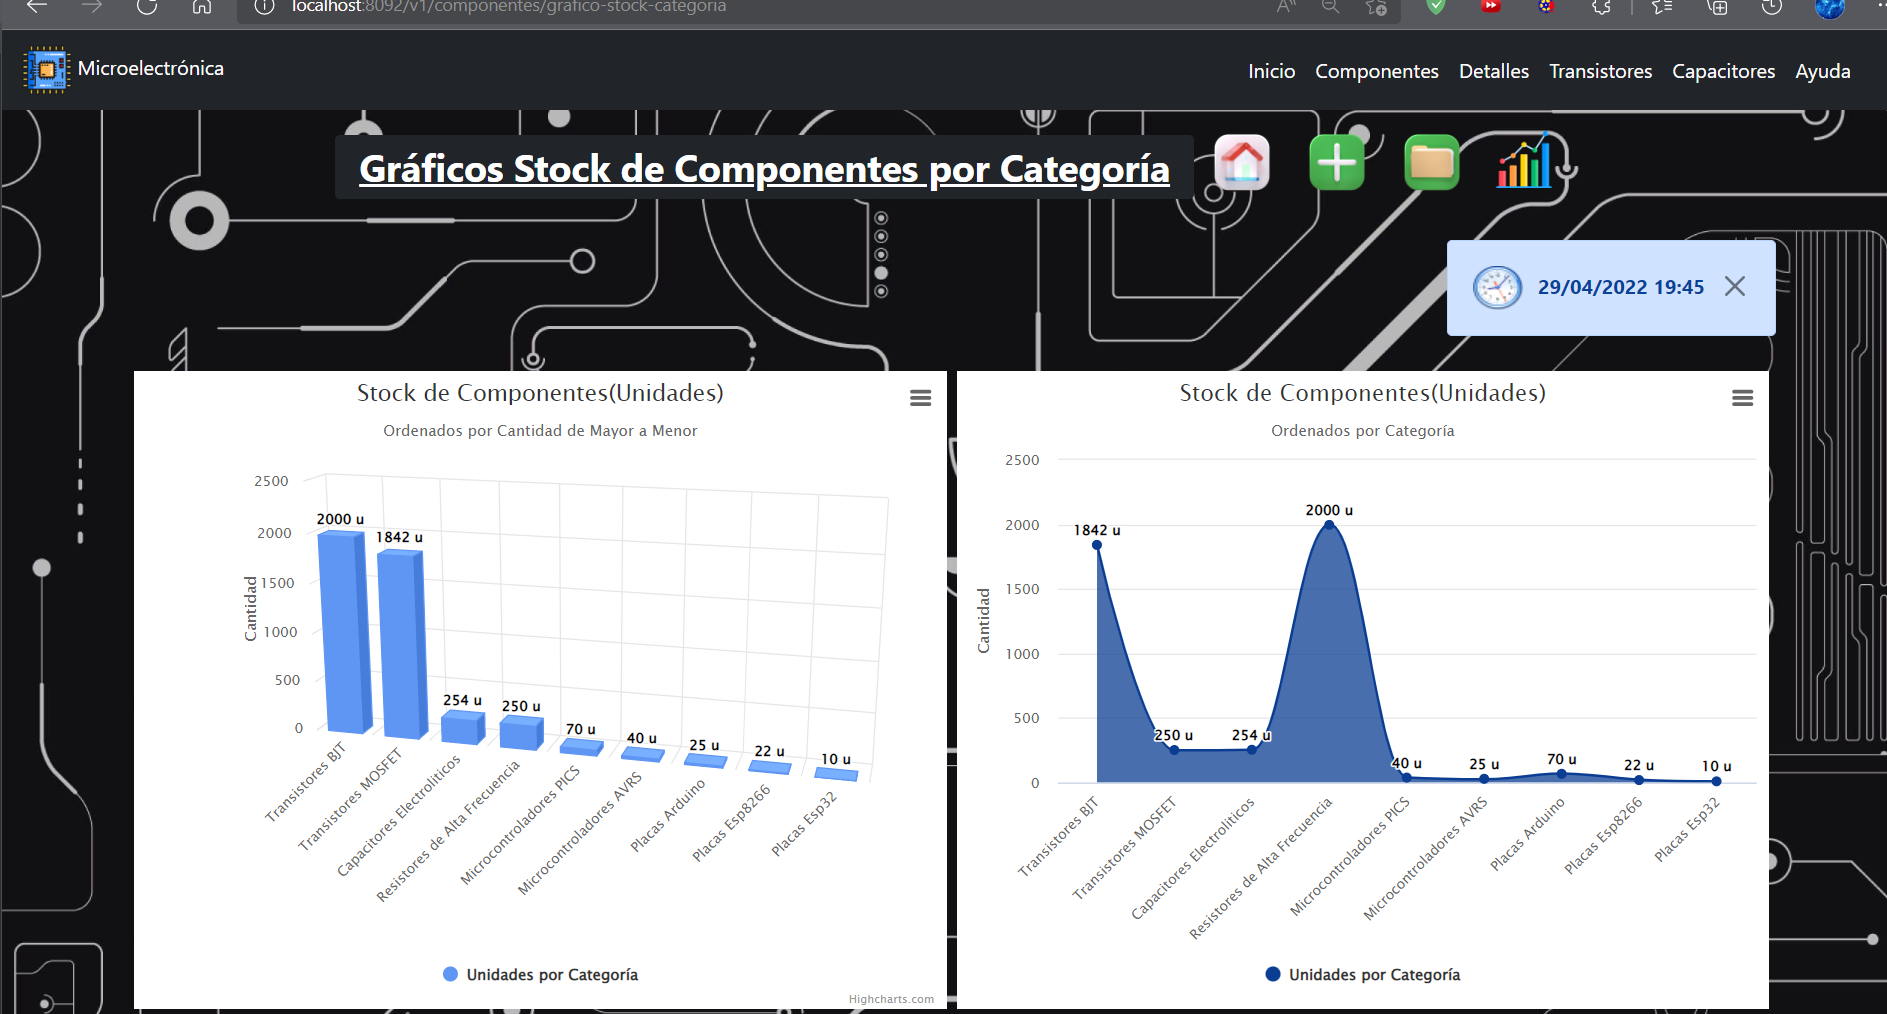 localhost:8092/v1/componentes/grafico-stock-categoria
Microelectrónica
Inicio Componentes Detalles Transistores Capacitores Ayuda
Gráficos Stock de Componentes por Categoría
29/04/2022 19:45
Stock de Componentes(Unidades)
Ordenados por Cantidad de Mayor a Menor
Cantidad
2500
2000
1500
1000
500
0
2000 u
1842 u
254 u
250 u
70 u
40 u
25 u
22 u
10 u
Transistores BJT
Transistores MOSFET
Capacitores Electrolíticos
Resistores de Alta Frecuencia
Microcontroladores PICS
Microcontroladores AVRS
Placas Arduino
Placas Esp8266
Placas Esp32
Unidades por Categoría
Highcharts.com
Stock de Componentes(Unidades)
Ordenados por Categoría
Cantidad
2500
2000
1500
1000
500
0
1842 u
250 u
254 u
2000 u
40 u
25 u
70 u
22 u
10 u
Transistores BJT
Transistores MOSFET
Capacitores Electrolíticos
Resistores de Alta Frecuencia
Microcontroladores PICS
Microcontroladores AVRS
Placas Arduino
Placas Esp8266
Placas Esp32
Unidades por Categoría